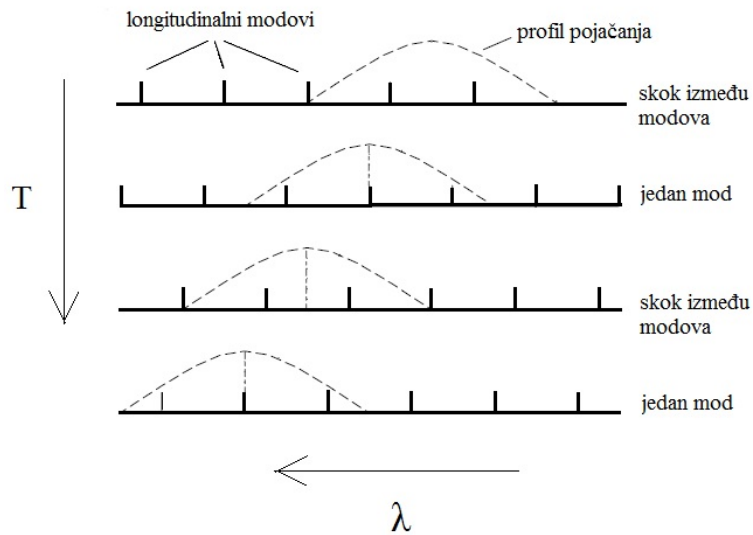 longitudinalni modovi
profil pojačanja
skok između
modova
T
jedan mod
skok između
modova
jedan mod
λ